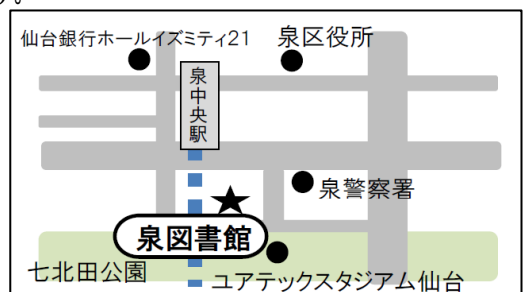 仙台銀行ホールイズミティ21
泉区役所
泉中央駅
泉警察署
泉図書館
七北田公園
ユアテックスタジアム仙台